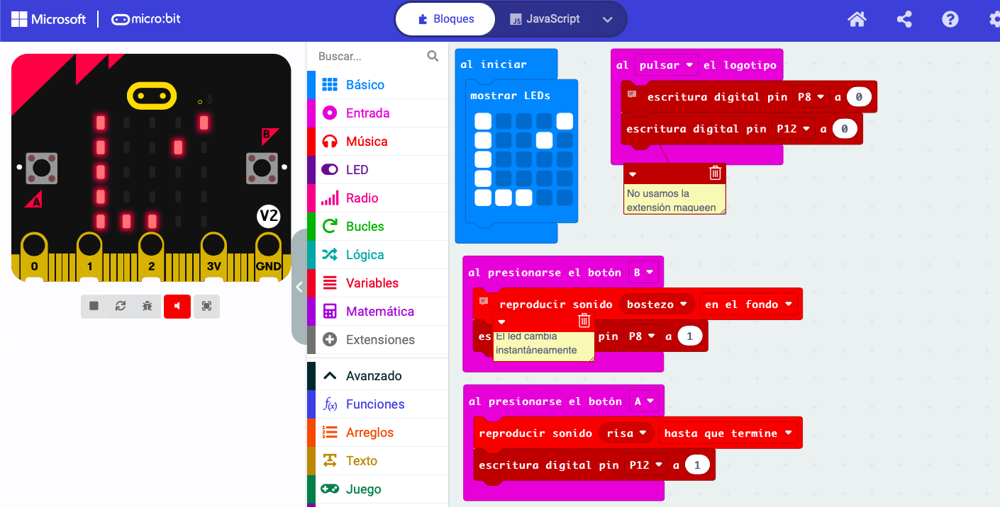 Microsoft
micro:bit
Bloques
JS JavaScript
B
A
V2
0
1
2
3V
GND
Buscar...
Básico
Entrada
Música
LED
Radio
Bucles
Lógica
Variables
Matemática
Extensiones
Avanzado
f(x) Funciones
Arreglos
Texto
Juego
al iniciar
mostrar LEDs
al pulsar el logotipo
escritura digital pin P8 a 0
escritura digital pin P12 a 0
No usamos la
extensión maqueen
al presionarse el botón B
reproducir sonido bostezo en el fondo
es pin P8 a 1
El led cambia
instantáneamente
al presionarse el botón A
reproducir sonido risa hasta que termine
escritura digital pin P12 a 1